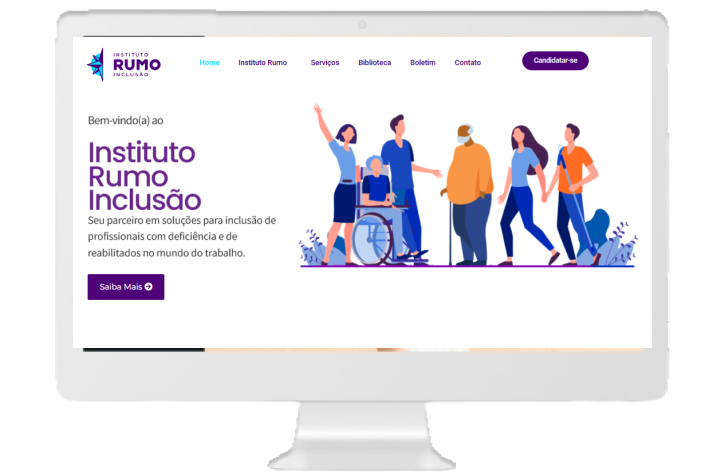 INSTITUTO
RUMO
INCLUSÃO
Home Instituto Rumo Serviços Biblioteca Boletim Contato Candidatar-se
Bem-vindo(a) ao
Instituto
Rumo
Inclusão
Seu parceiro em soluções para inclusão de
profissionais com deficiência e de
reabilitados no mundo do trabalho.
Saiba Mais